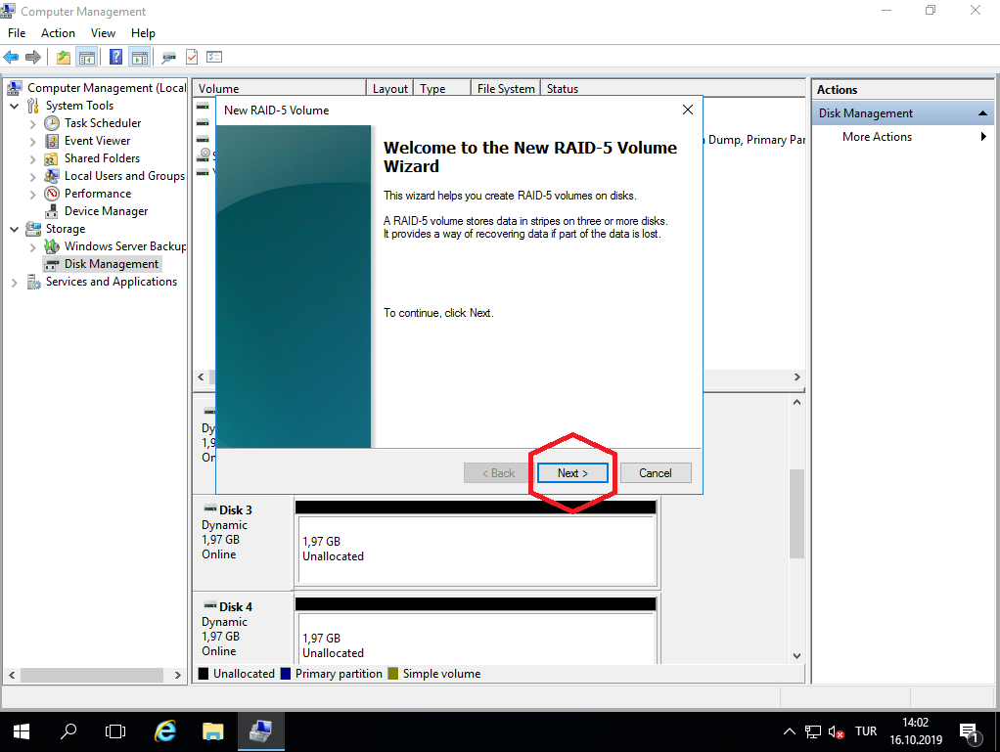 Computer Management
File Action View Help
Computer Management (Local
System Tools
Task Scheduler
Event Viewer
Shared Folders
Local Users and Groups
Performance
Device Manager
Storage
Windows Server Backup
Disk Management
Services and Applications
Volume Layout Type File System Status
Dump, Primary Par
New RAID-5 Volume
Welcome to the New RAID-5 Volume
Wizard
This wizard helps you create RAID-5 volumes on disks.
A RAID-5 volume stores data in stripes on three or more disks.
It provides a way of recovering data if part of the data is lost.
To continue, click Next.
< Back Next > Cancel
Dy
1,9
On
Disk 3
Dynamic
1,97 GB
Online
1,97 GB
Unallocated
Disk 4
Dynamic
1,97 GB
Online
1,97 GB
Unallocated
Unallocated Primary partition Simple volume
Actions
Disk Management
More Actions
TUR
14:02
16.10.2019
1